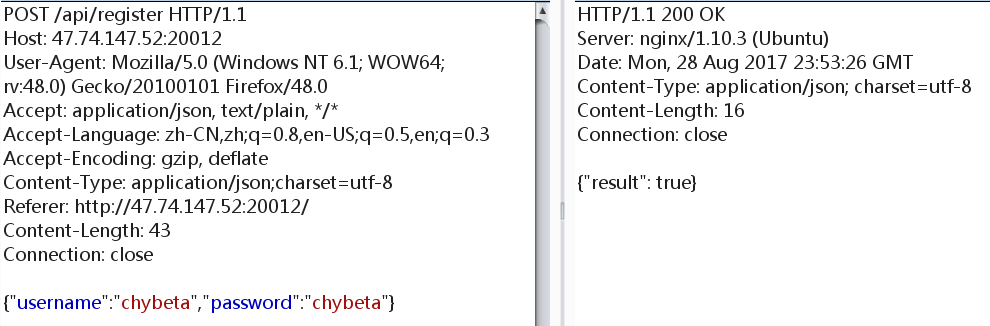 POST /api/register HTTP/1.1
Host: 47.74.147.52:20012
User-Agent: Mozilla/5.0 (Windows NT 6.1; WOW64;
rv:48.0) Gecko/20100101 Firefox/48.0
Accept: application/json, text/plain, */*
Accept-Language: zh-CN,zh;q=0.8,en-US;q=0.5,en;q=0.3
Accept-Encoding: gzip, deflate
Content-Type: application/json;charset=utf-8
Referer: http://47.74.147.52:20012/
Content-Length: 43
Connection: close
{"username":"chybeta","password":"chybeta"}
HTTP/1.1 200 OK
Server: nginx/1.10.3 (Ubuntu)
Date: Mon, 28 Aug 2017 23:53:26 GMT
Content-Type: application/json; charset=utf-8
Content-Length: 16
Connection: close
{"result": true}